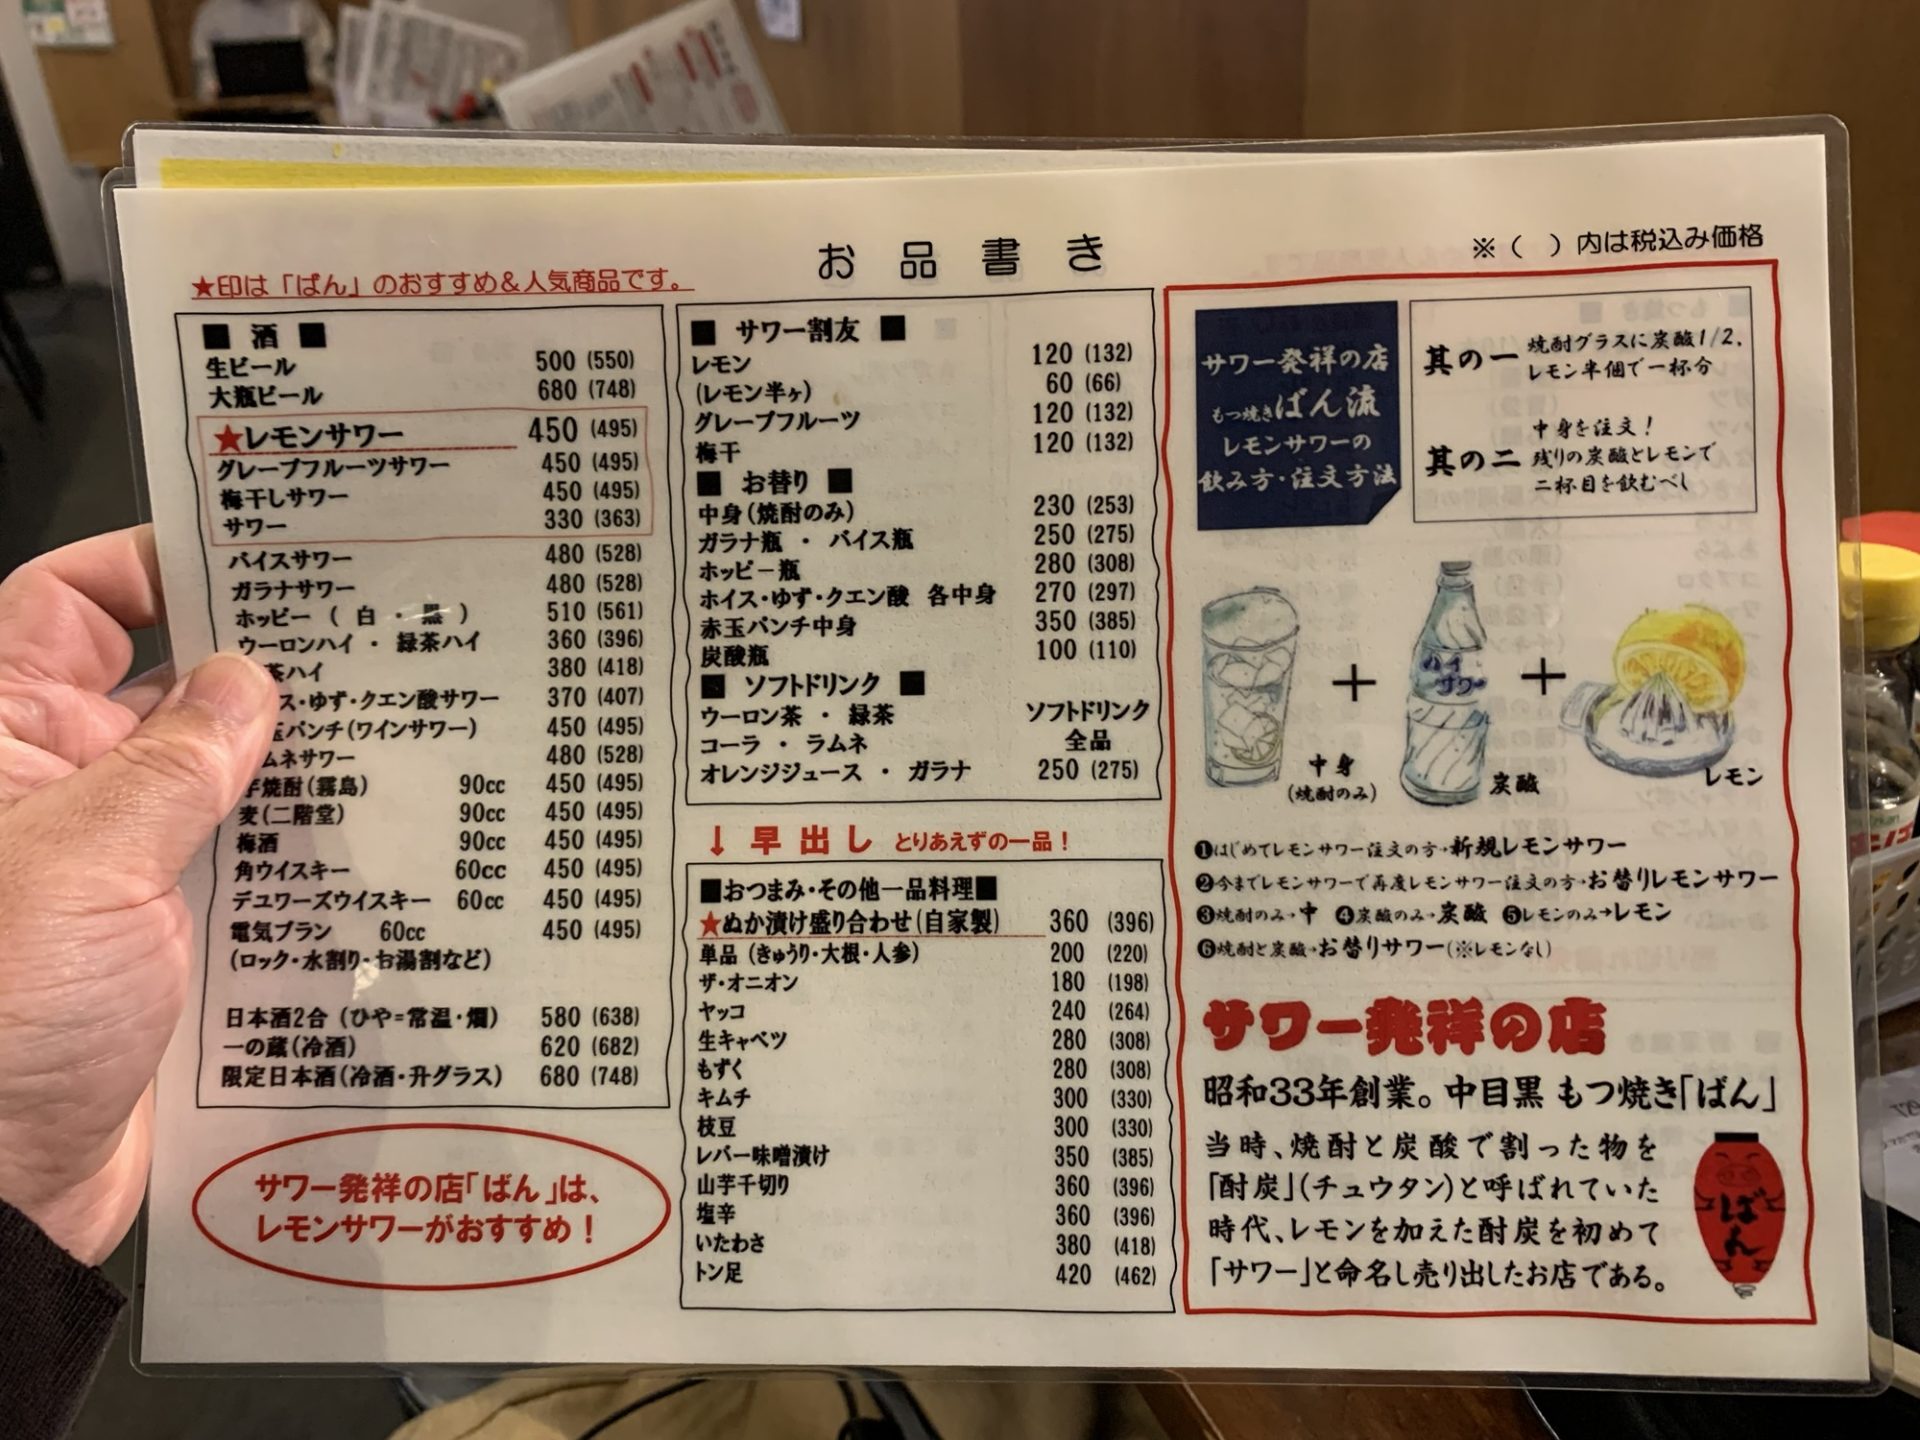 お品書き
※( )内は税込み価格
★印は「ばん」のおすすめ&人気商品です。
■ 酒 ■
生ビール 500 (550)
大瓶ビール 680 (748)
★レモンサワー 450 (495)
グレープフルーツサワー 450 (495)
梅干しサワー 450 (495)
サワー 330 (363)
バイスサワー 480 (528)
ガラナサワー 480 (528)
ホッピー ( 白 ・ 黒 ) 510 (561)
ウーロンハイ ・ 緑茶ハイ 360 (396)
茶ハイ 380 (418)
ス・ゆず・クエン酸サワー 370 (407)
玉パンチ(ワインサワー) 450 (495)
ムネサワー 480 (528)
芋焼酎(霧島) 90cc 450 (495)
麦(二階堂) 90cc 450 (495)
梅酒 90cc 450 (495)
角ウイスキー 60cc 450 (495)
デュワーズウイスキー 60cc 450 (495)
電気ブラン 60cc 450 (495)
(ロック・水割り・お湯割など)
日本酒2合 (ひや=常温・燗) 580 (638)
一の蔵(冷酒) 620 (682)
限定日本酒(冷酒・升グラス) 680 (748)
サワー発祥の店「ばん」は、
レモンサワーがおすすめ!
■ サワー割友 ■
レモン 120 (132)
(レモン半ヶ) 60 (66)
グレープフルーツ 120 (132)
梅干 120 (132)
■ お替り ■
中身(焼酎のみ) 230 (253)
ガラナ瓶 ・ バイス瓶 250 (275)
ホッピー瓶 280 (308)
ホイス・ゆず・クエン酸 各中身 270 (297)
赤玉パンチ中身 350 (385)
炭酸瓶 100 (110)
■ ソフトドリンク ■
ウーロン茶 ・ 緑茶 ソフトドリンク
コーラ ・ ラムネ 全品
オレンジジュース ・ ガラナ 250 (275)
↓早出し とりあえずの一品!
■おつまみ・その他一品料理■
★ぬか漬け盛り合わせ(自家製) 360 (396)
単品 (きゅうり・大根・人参) 200 (220)
ザ・オニオン 180 (198)
ヤッコ 240 (264)
生キャベツ 280 (308)
もずく 280 (308)
キムチ 300 (330)
枝豆 300 (330)
レバー味噌漬け 350 (385)
山芋千切り 360 (396)
塩辛 360 (396)
いたわさ 380 (418)
トン足 420 (462)
サワー発祥の店
もつ焼きばん流
レモンサワーの
飲み方・注文方法
其の一 焼酎グラスに炭酸1/2、
レモン半個で一杯分
其の二 中身を注文!
残りの炭酸とレモンで
二杯目を飲むべし
ハイ
サワー
+
+
中身
(焼酎のみ)
炭酸
レモン
❶はじめてレモンサワー注文の方→新規レモンサワー
❷今までレモンサワーで再度レモンサワー注文の方→お替りレモンサワー
❸焼酎のみ→中 ❹炭酸のみ→炭酸 ❺レモンのみ→レモン
❻焼酎と炭酸→お替りサワー(※レモンなし)
サワー発祥の店
昭和33年創業。中目黒 もつ焼き「ばん」
当時、焼酎と炭酸で割った物を
「酎炭」(チュウタン)と呼ばれていた
時代、レモンを加えた酎炭を初めて
「サワー」と命名し売り出したお店である。
ばん